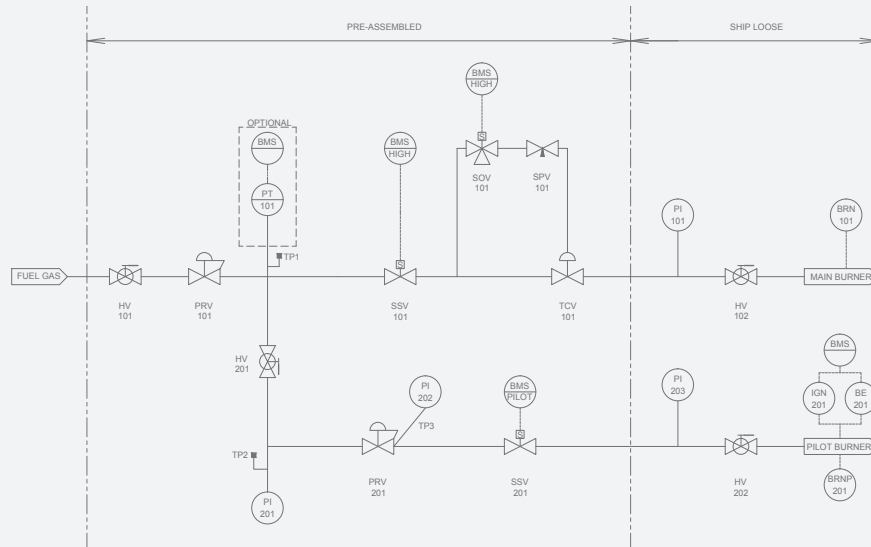 PRE-ASSEMBLED
SHIP LOOSE
BMS
HIGH
OPTIONAL
BMS
BMS
HIGH
S
SOV
101
SPV
101
PT
101
PI
101
BRN
101
TP1
S
FUEL GAS
MAIN BURNER
HV
101
PRV
101
SSV
101
TCV
101
HV
102
HV
201
BMS
PI
202
BMS
PILOT
PI
203
IGN
201
BE
201
TP3
S
TP2
PILOT BURNER
PRV
201
SSV
201
HV
202
BRNP
201
PI
201